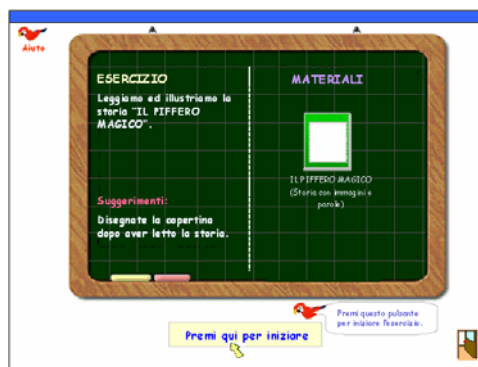 Aiuto
ESERCIZIO
Leggiamo ed illustriamo la
storia "IL PIFFERO
MAGICO".
Suggerimenti:
Disegnate la copertina
dopo aver letto la storia.
MATERIALI
IL PIFFERO MAGICO
(Storia con immagini e
parole)
Premi questo pulsante
per iniziare l'esercizio.
Premi qui per iniziare